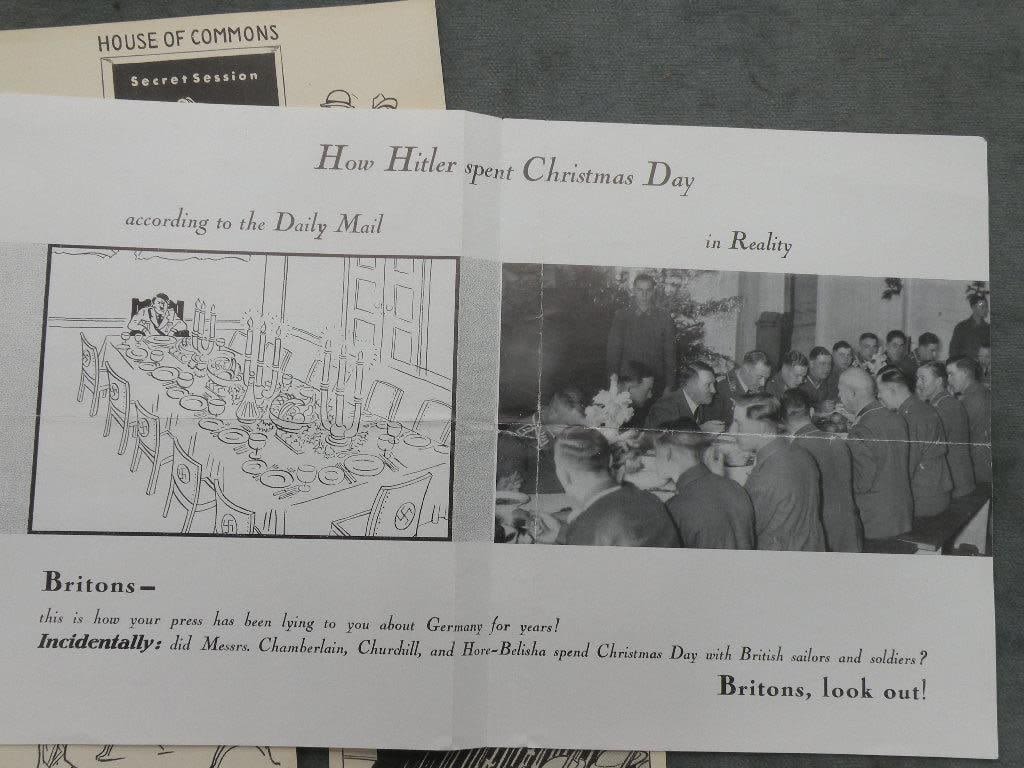 HOUSE OF COMMONS
Secret Session
How Hitler spent Christmas Day
according to the Daily Mail
in Reality
Britons—
this is how your press has been lying to you about Germany for years!
Incidentally: did Messrs. Chamberlain, Churchill, and Hore-Belisha spend Christmas Day with British sailors and soldiers?
Britons, look out!